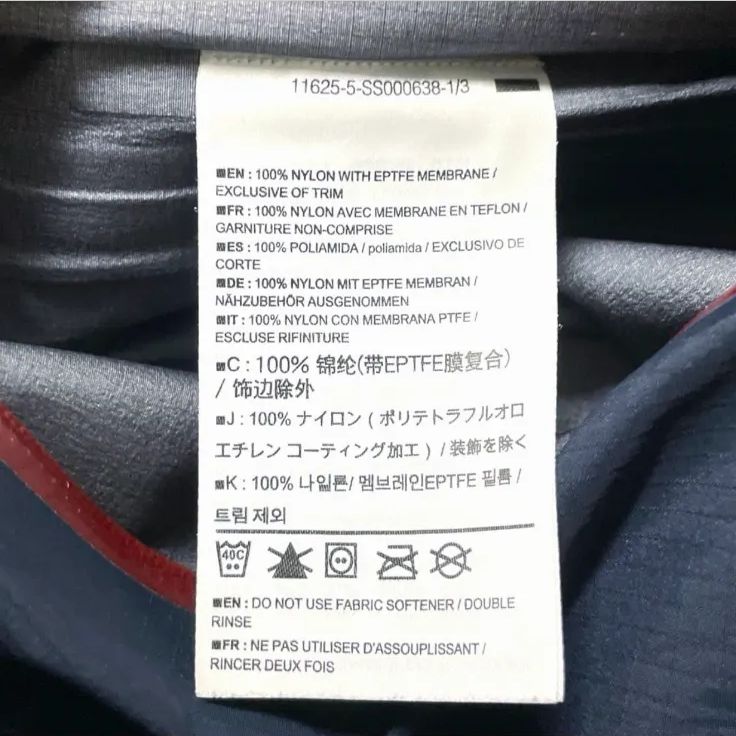 11625-5-SS000638-1/3
EN : 100% NYLON WITH EPTFE MEMBRANE /
EXCLUSIVE OF TRIM
FR : 100% NYLON AVEC MEMBRANE EN TEFLON /
GARNITURE NON-COMPRISE
ES : 100% POLIAMIDA / poliamida / EXCLUSIVO DE
CORTE
DE : 100% NYLON MIT EPTFE MEMBRAN /
NÄHZUBEHÖR AUSGENOMMEN
IT : 100% NYLON CON MEMBRANA PTFE /
ESCLUSE RIFINITURE
C : 100% 锦纶(带EPTFE膜复合)
/ 饰边除外
J : 100% ナイロン ( ポリテトラフルオロ
エチレン コーティング加工 ) / 装飾を除く
K : 100% 나일론/ 멤브레인EPTFE 필름 /
트림 제외
40C
EN : DO NOT USE FABRIC SOFTENER / DOUBLE
RINSE
FR : NE PAS UTILISER D'ASSOUPLISSANT /
RINCER DEUX FOIS